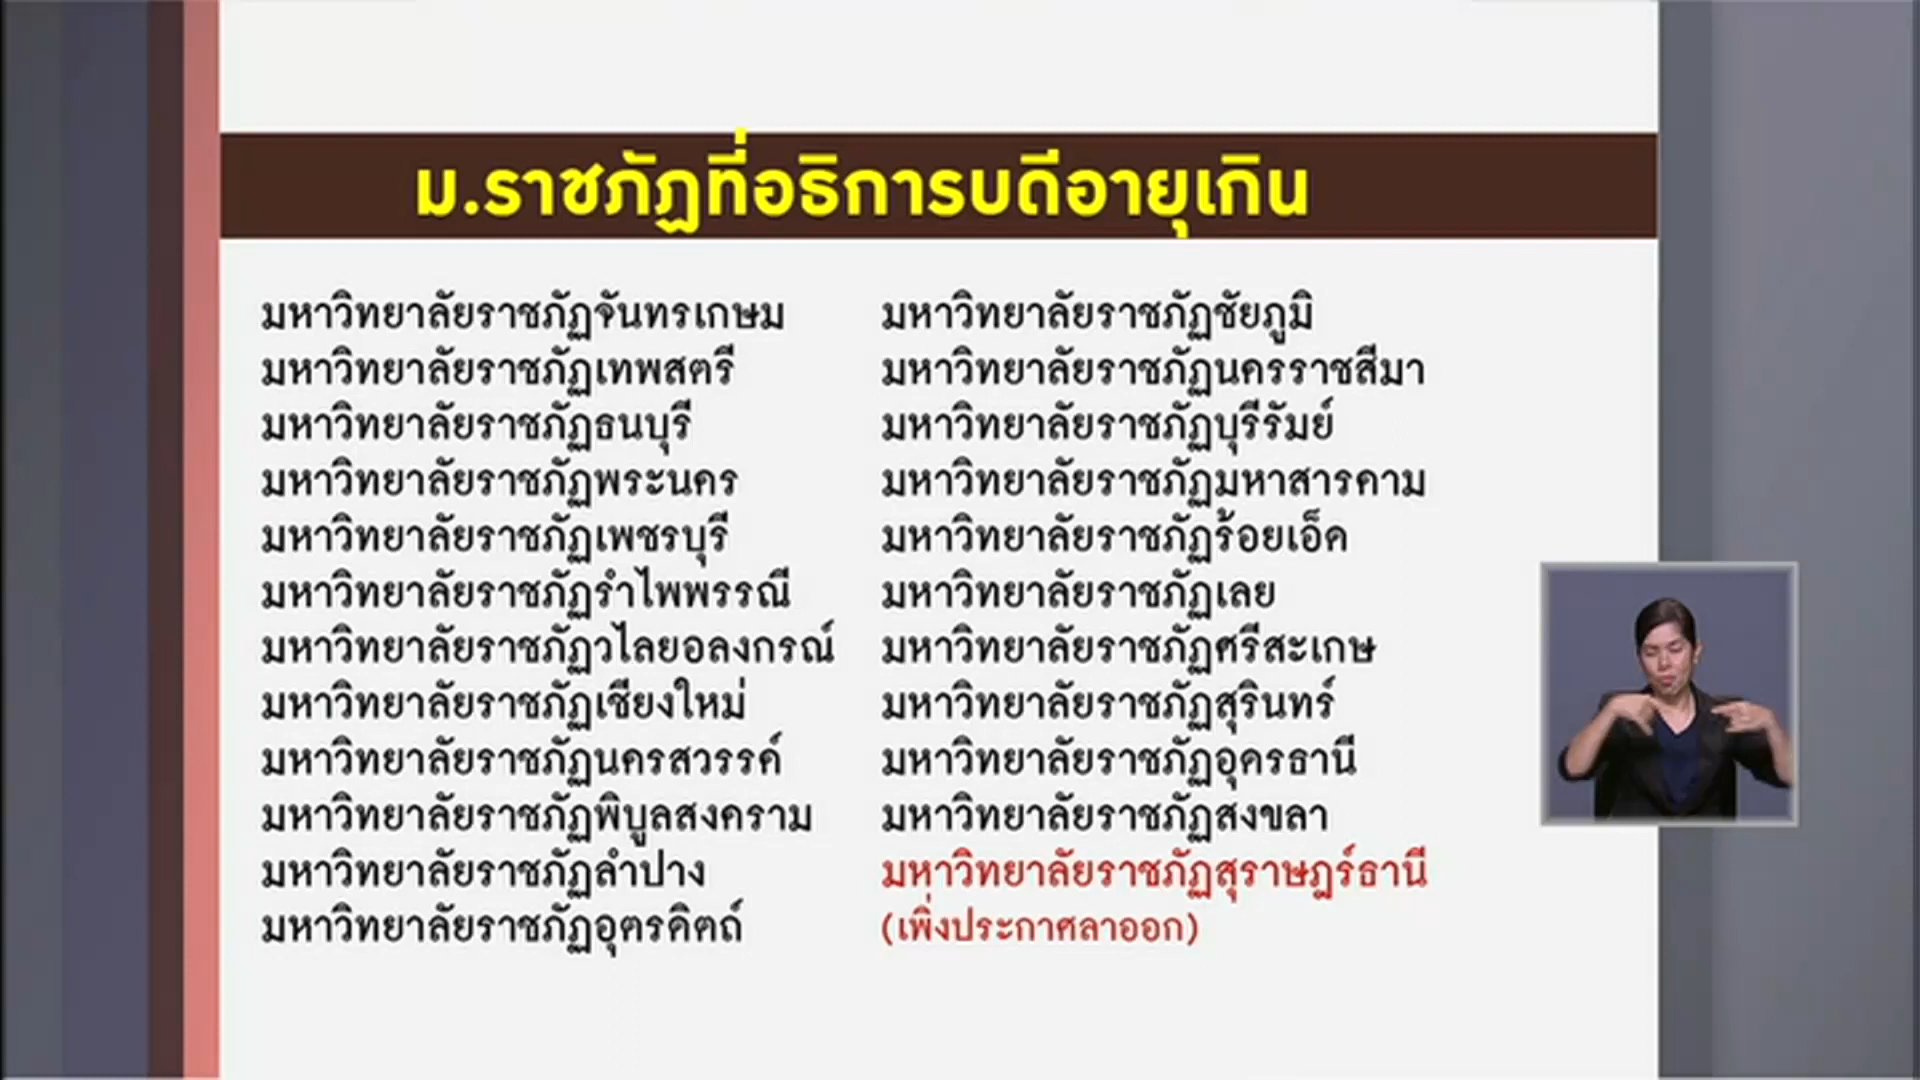 ม.ราชภัฏที่อธิการบดีอายุเกิน
มหาวิทยาลัยราชภัฏจันทรเกษม
มหาวิทยาลัยราชภัฏเทพสตรี
มหาวิทยาลัยราชภัฏธนบุรี
มหาวิทยาลัยราชภัฏพระนคร
มหาวิทยาลัยราชภัฏเพชรบุรี
มหาวิทยาลัยราชภัฏรำไพพรรณี
มหาวิทยาลัยราชภัฏวไลยอลงกรณ์
มหาวิทยาลัยราชภัฏเชียงใหม่
มหาวิทยาลัยราชภัฏนครสวรรค์
มหาวิทยาลัยราชภัฏพิบูลสงคราม
มหาวิทยาลัยราชภัฏลำปาง
มหาวิทยาลัยราชภัฏอุตรดิตถ์
มหาวิทยาลัยราชภัฏชัยภูมิ
มหาวิทยาลัยราชภัฏนครราชสีมา
มหาวิทยาลัยราชภัฏบุรีรัมย์
มหาวิทยาลัยราชภัฏมหาสารคาม
มหาวิทยาลัยราชภัฏร้อยเอ็ด
มหาวิทยาลัยราชภัฏเลย
มหาวิทยาลัยราชภัฏศรีสะเกษ
มหาวิทยาลัยราชภัฏสุรินทร์
มหาวิทยาลัยราชภัฏอุดรธานี
มหาวิทยาลัยราชภัฏสงขลา
มหาวิทยาลัยราชภัฏสุราษฎร์ธานี
(เพิ่งประกาศลาออก)